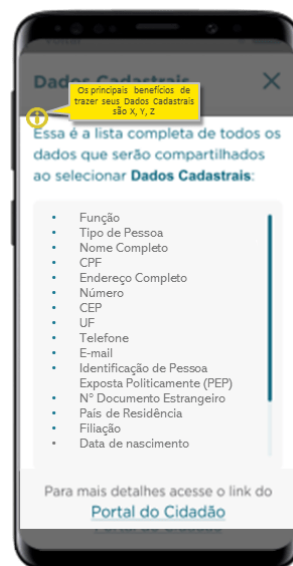 Dados Cadastrais
Os principais benefícios de
trazer seus Dados Cadastrais
são X, Y, Z
Essa é a lista completa de todos os
dados que serão compartilhados
ao selecionar Dados Cadastrais:
• Função
• Tipo de Pessoa
• Nome Completo
• CPF
• Endereço Completo
• Número
• CEP
• UF
• Telefone
• E-mail
• Identificação de Pessoa
Exposta Politicamente (PEP)
• N° Documento Estrangeiro
• País de Residência
• Filiação
• Data de nascimento
Para mais detalhes acesse o link do
Portal do Cidadão
Portal do Cidadão